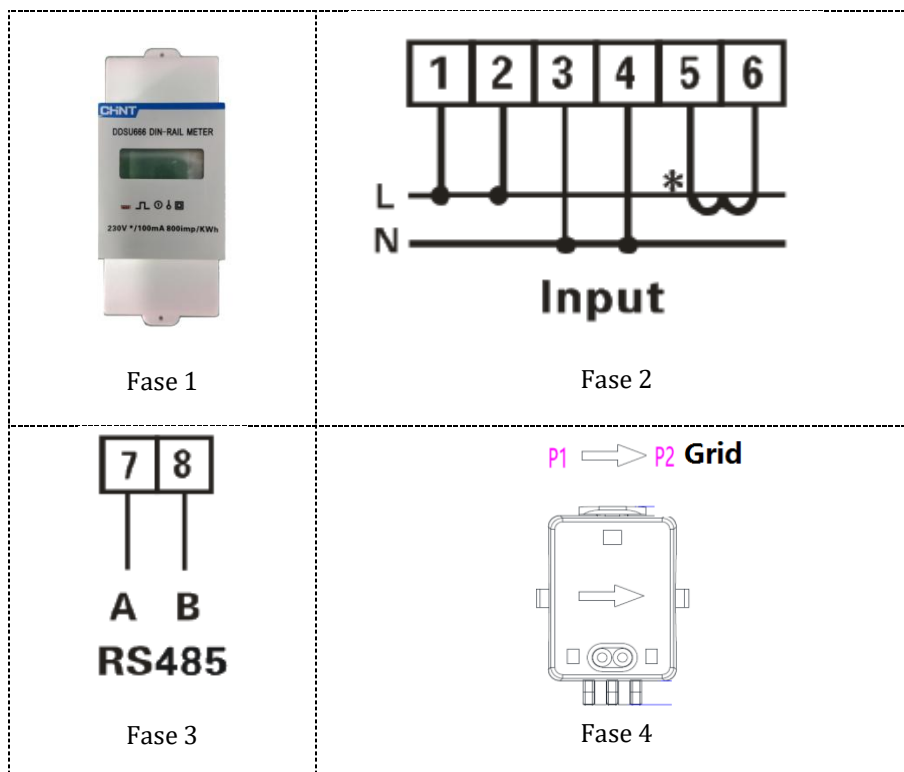 CHNT
DDSU666 DIN-RAIL METER
230V */100mA 800imp/KWh
Fase 1
1 2 3 4 5 6
*
L
N
Input
Fase 2
7 8
A B
RS485
Fase 3
P1 P2 Grid
Fase 4